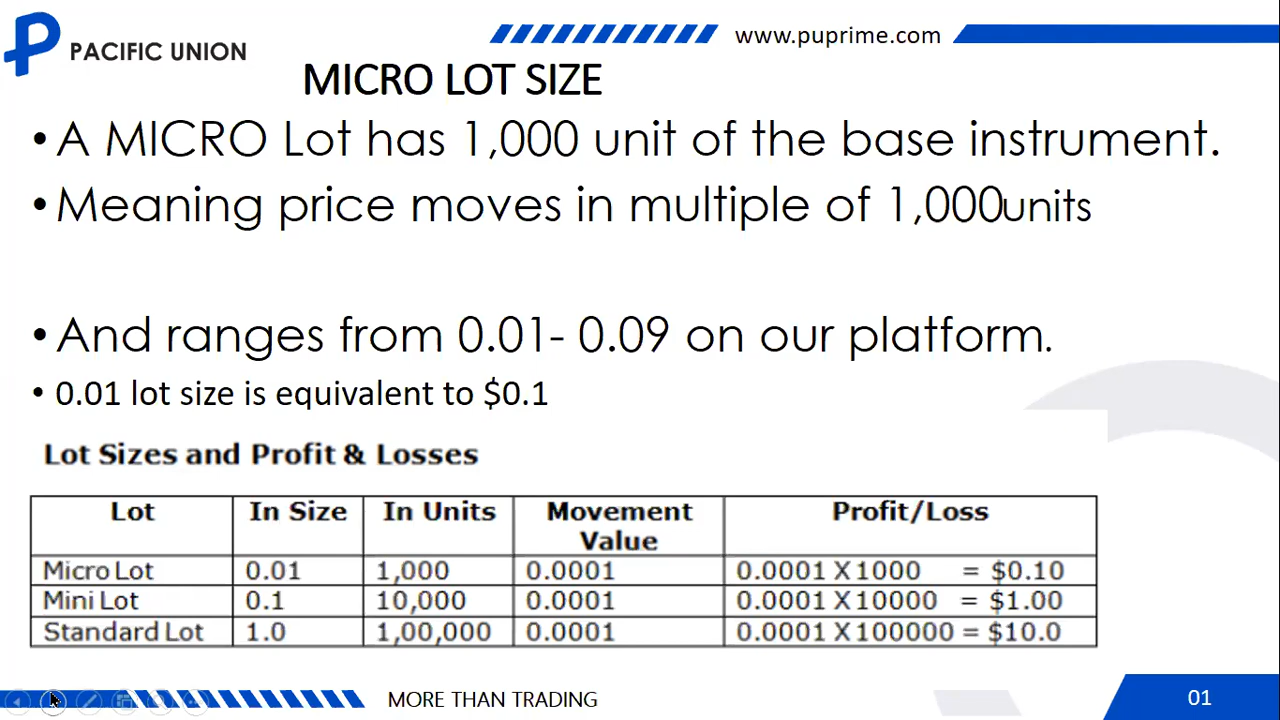 PACIFIC UNION
www.puprime.com
MICRO LOT SIZE
• A MICRO Lot has 1,000 unit of the base instrument.
• Meaning price moves in multiple of 1,000units
• And ranges from 0.01- 0.09 on our platform.
• 0.01 lot size is equivalent to $0.1
Lot Sizes and Profit & Losses
Lot In Size In Units Movement Value Profit/Loss
Micro Lot 0.01 1,000 0.0001 0.0001 X 1000 = $0.10
Mini Lot 0.1 10,000 0.0001 0.0001 X 10000 = $1.00
Standard Lot 1.0 1,00,000 0.0001 0.0001 X 100000 = $10.0
MORE THAN TRADING
01